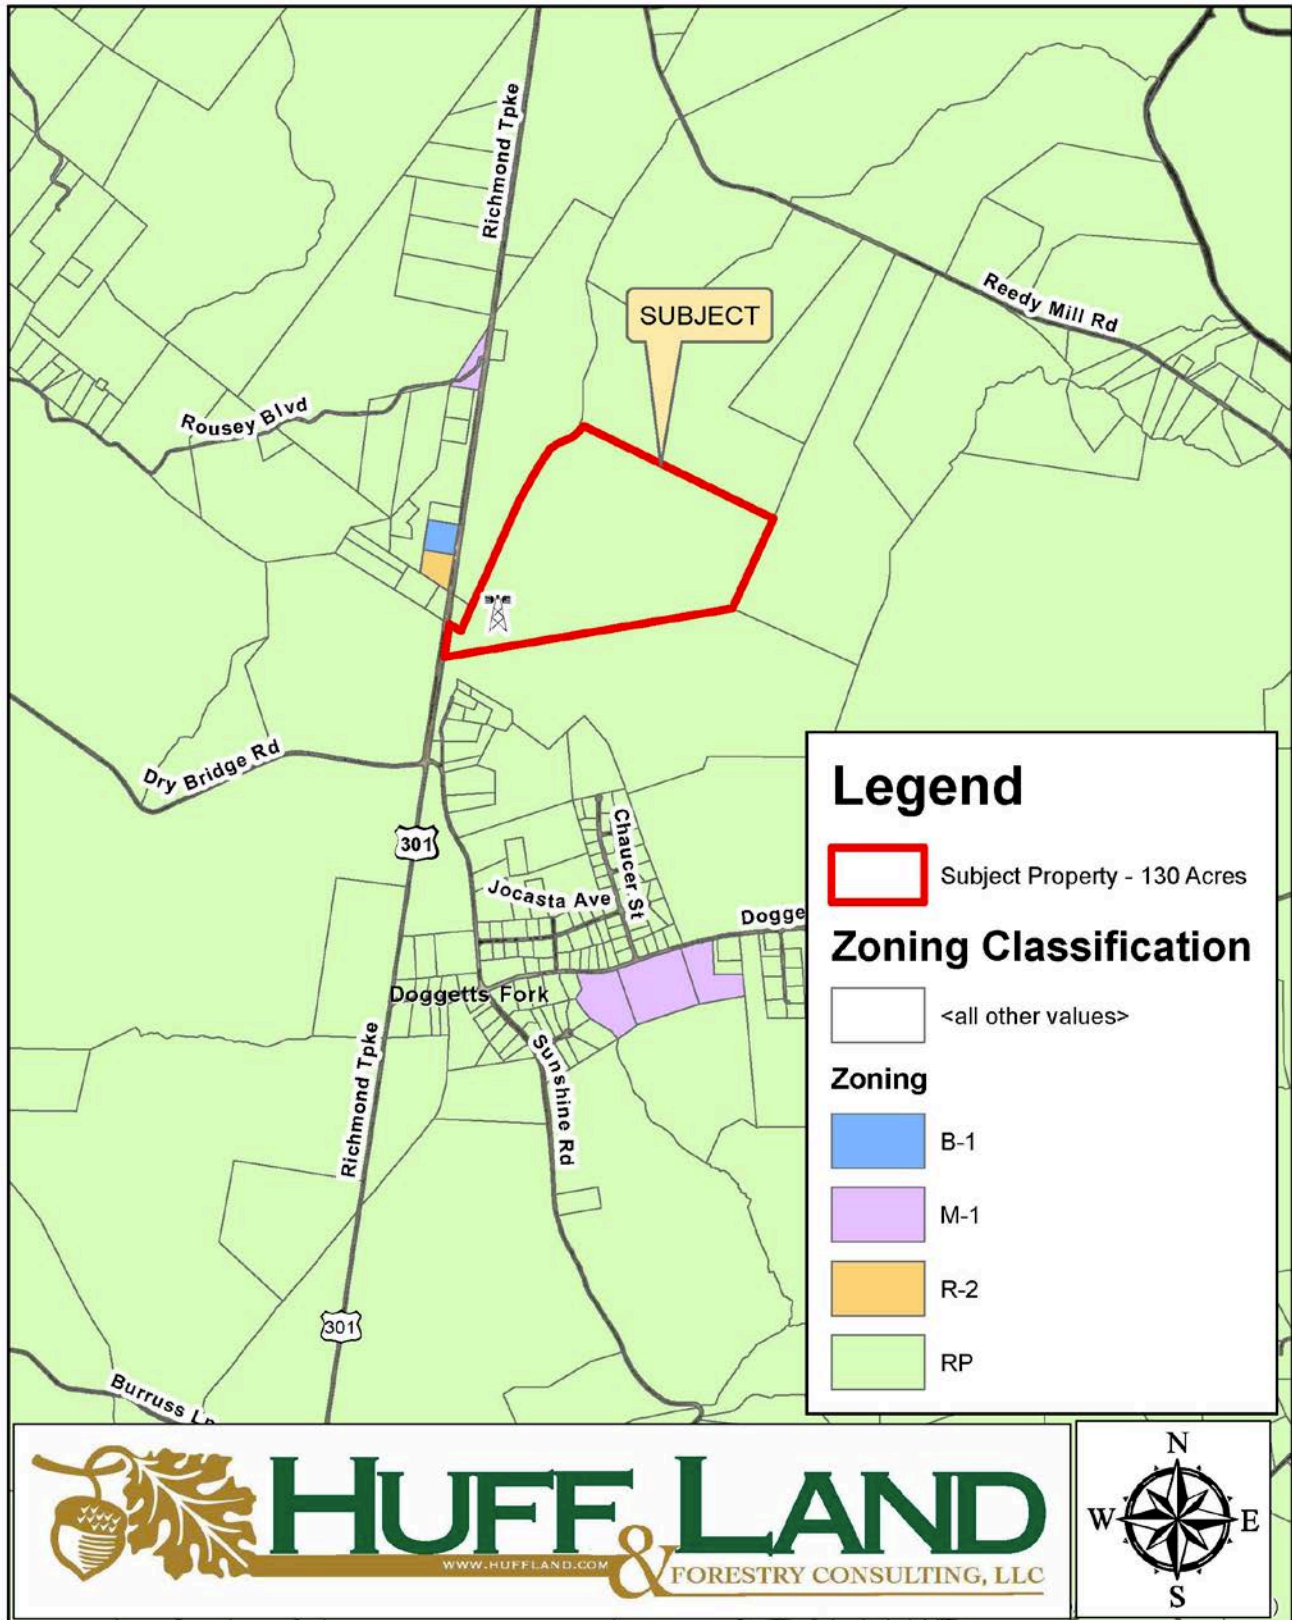 Richmond Tpke
Reedy Mill Rd
SUBJECT
Rousey Blvd
Dry Bridge Rd
301
Chaucer St
Jocasta Ave
Dogge
Doggetts Fork
Richmond Tpke
Sunshine Rd
301
Burruss Ln
Legend
Subject Property - 130 Acres
Zoning Classification
<all other values>
Zoning
B-1
M-1
R-2
RP
HUFF LAND
WWW.HUFFLAND.COM
& FORESTRY CONSULTING, LLC
N
W E
S
)